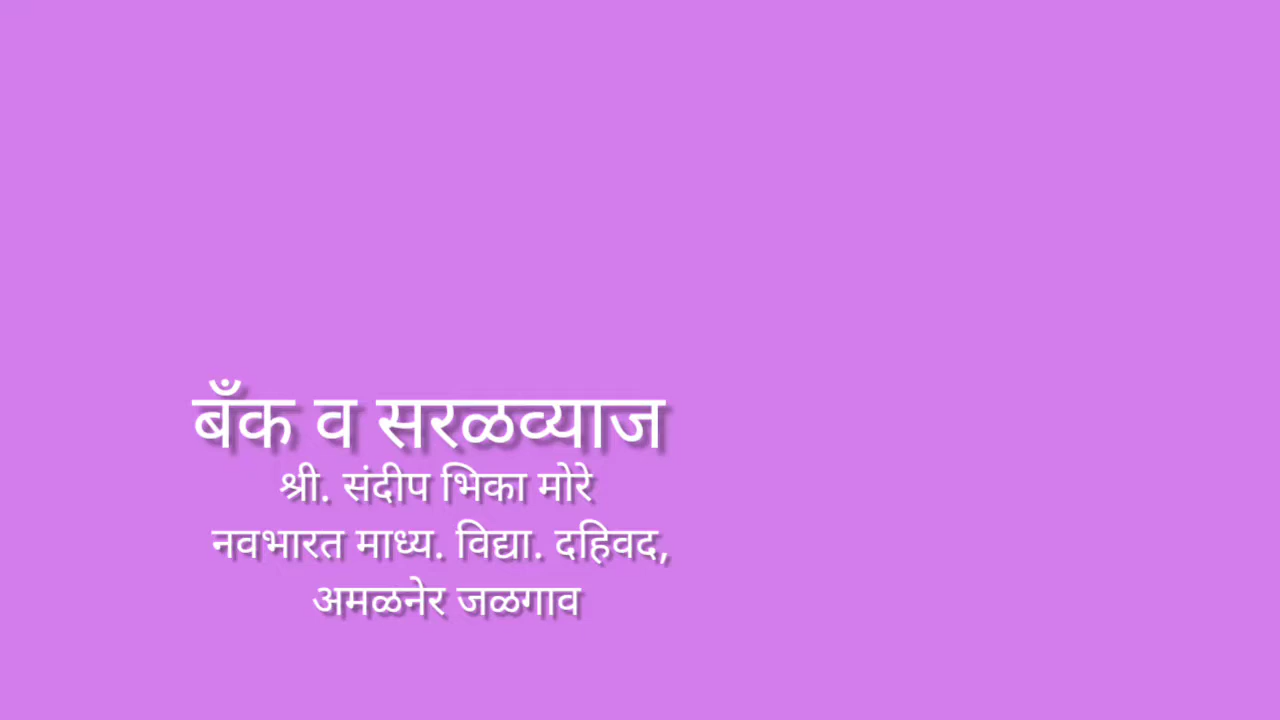 बँक व सरळव्याज
श्री. संदीप भिका मोरे
नवभारत माध्य. विद्या. दहिवद,
अमळनेर जळगाव